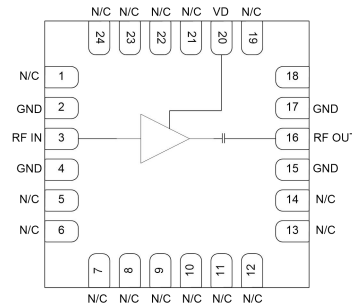 N/C N/C N/C N/C VD N/C
24 23 22 21 20 19
N/C 1
18
GND 2
17 GND
RF IN 3
16 RF OUT
GND 4
15 GND
N/C 5
14 N/C
N/C 6
13 N/C
7 8 9 10 11 12
N/C N/C N/C N/C N/C N/C